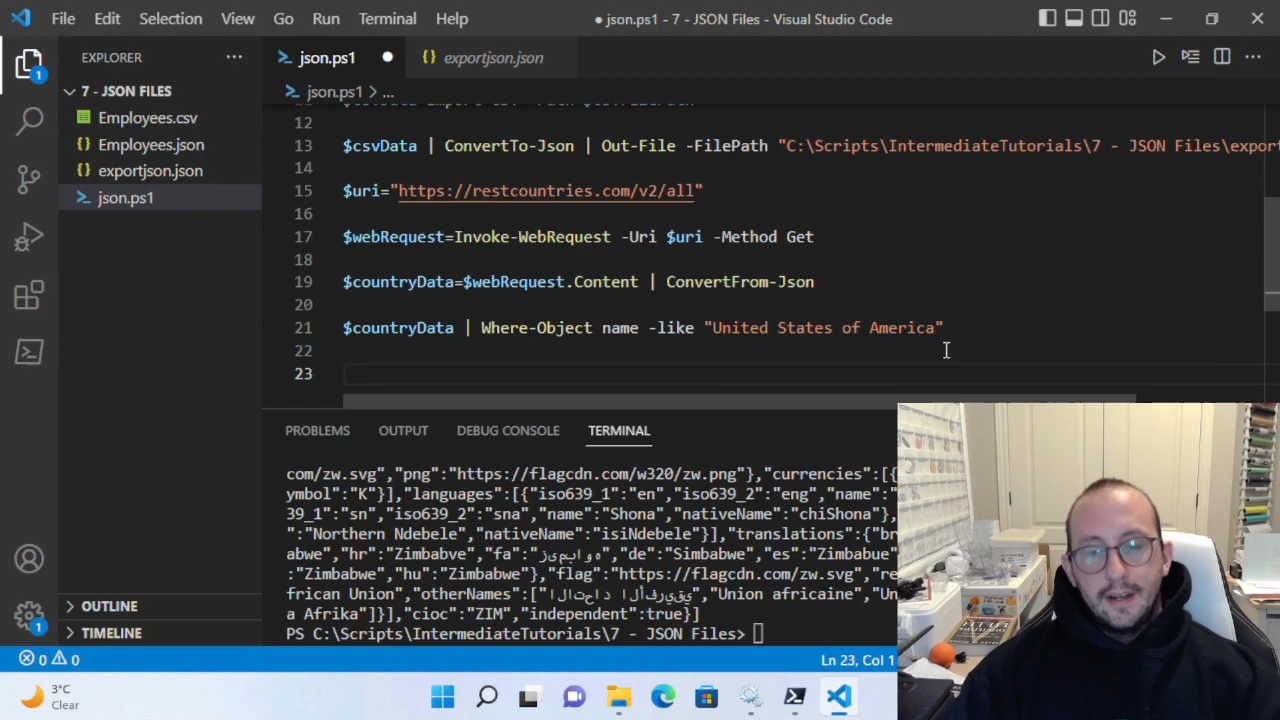 File Edit Selection View Go Run Terminal Help ● json.ps1 - 7 - JSON Files - Visual Studio Code
EXPLORER ...
json.ps1 ●
exportjson.json
7 - JSON FILES
json.ps1 > ...
Employees.csv
Employees.json
exportjson.json
json.ps1
12
13 $csvData | ConvertTo-Json | Out-File -FilePath "C:\Scripts\IntermediateTutorials\7 - JSON Files\export
14
15 $uri="https://restcountries.com/v2/all"
16
17 $webRequest=Invoke-WebRequest -Uri $uri -Method Get
18
19 $countryData=$webRequest.Content | ConvertFrom-Json
20
21 $countryData | Where-Object name -like "United States of America"
22
23
PROBLEMS OUTPUT DEBUG CONSOLE TERMINAL
com/zw.svg","png":"https://flagcdn.com/w320/zw.png"},"currencies":[{
ymbol":"K"}],"languages":[{"iso639_1":"en","iso639_2":"eng","name":"
39_1":"sn","iso639_2":"sna","name":"Shona","nativeName":"chiShona"},
":"Northern Ndebele","nativeName":"isiNdebele"}],"translations":{"br
abwe","hr":"Zimbabve","fa":"زیمباوه","de":"Simbabwe","es":"Zimbabue"
:"Zimbabwe","hu":"Zimbabwe"},"flag":"https://flagcdn.com/zw.svg","re
frican Union","otherNames":["الاتحاد الأفريقي","Union africaine","Un
a Afrika"]}],"cioc":"ZIM","independent":true}]
PS C:\Scripts\IntermediateTutorials\7 - JSON Files>
OUTLINE
TIMELINE
1
1
0 0
Ln 23, Col 1
3°C
Clear